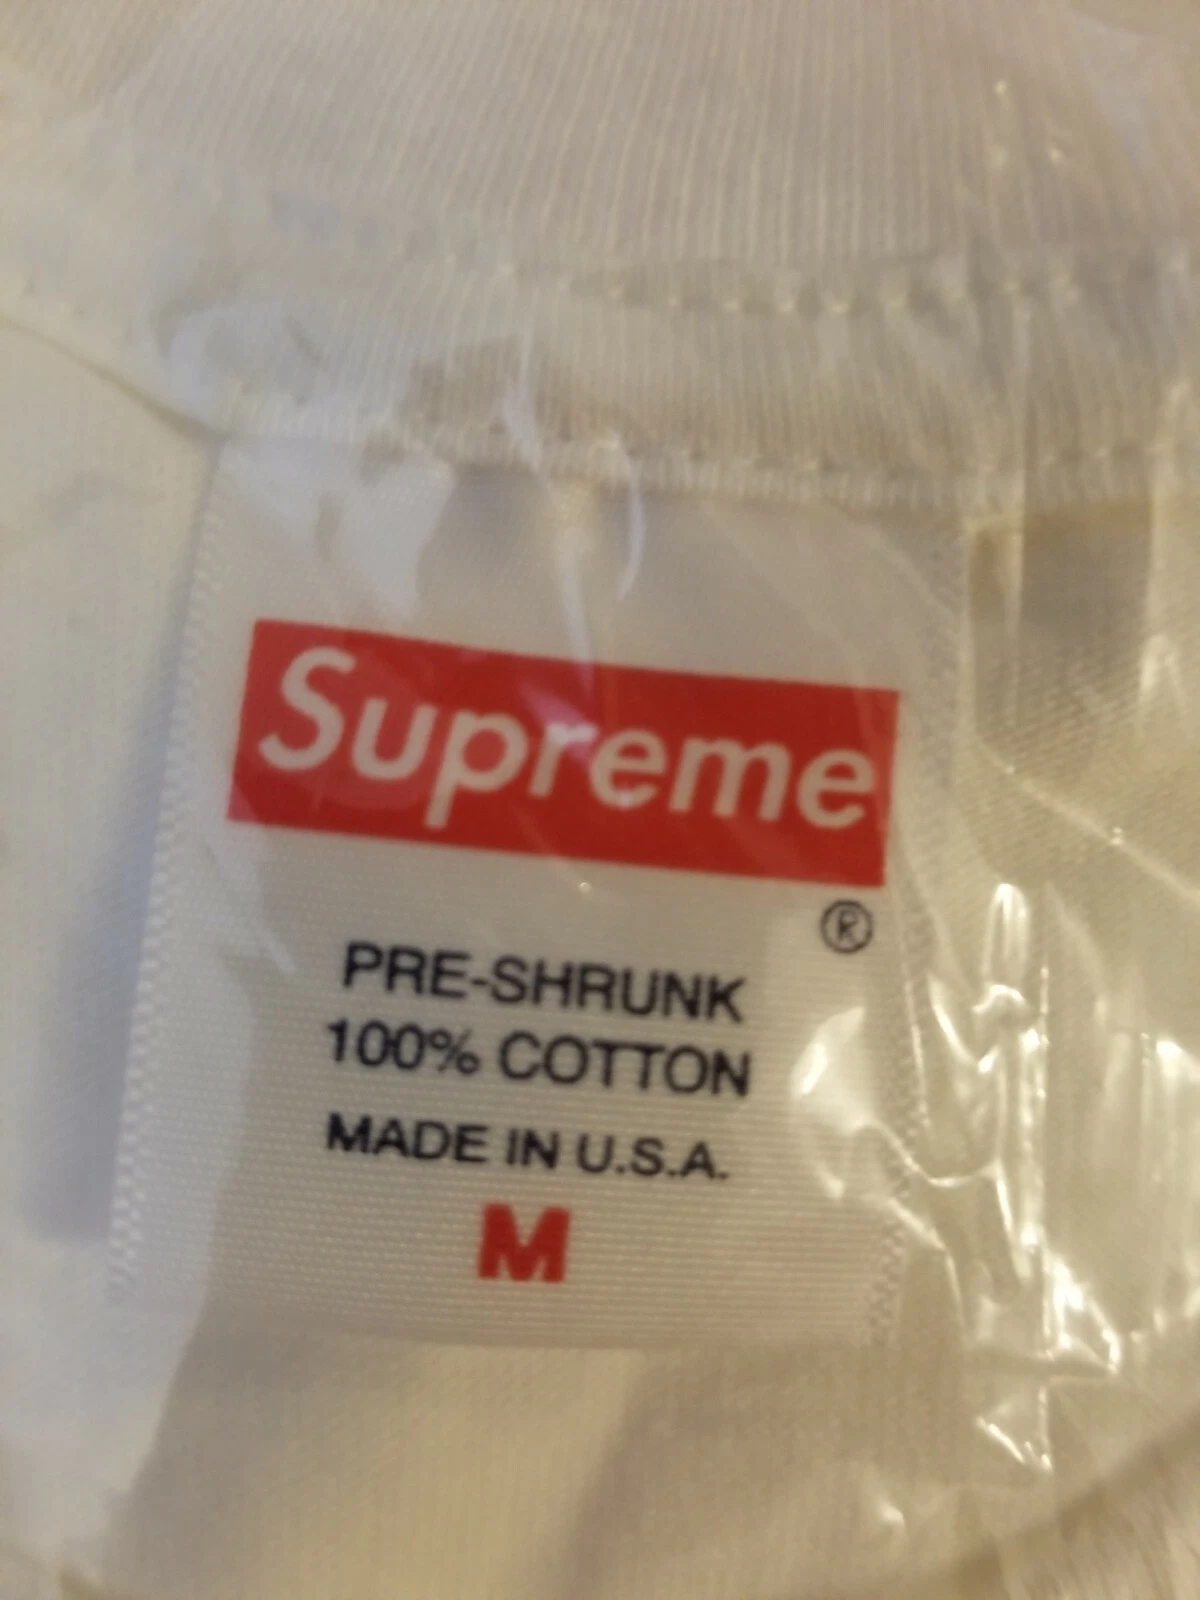 Supreme
®
PRE-SHRUNK
100% COTTON
MADE IN U.S.A.
M